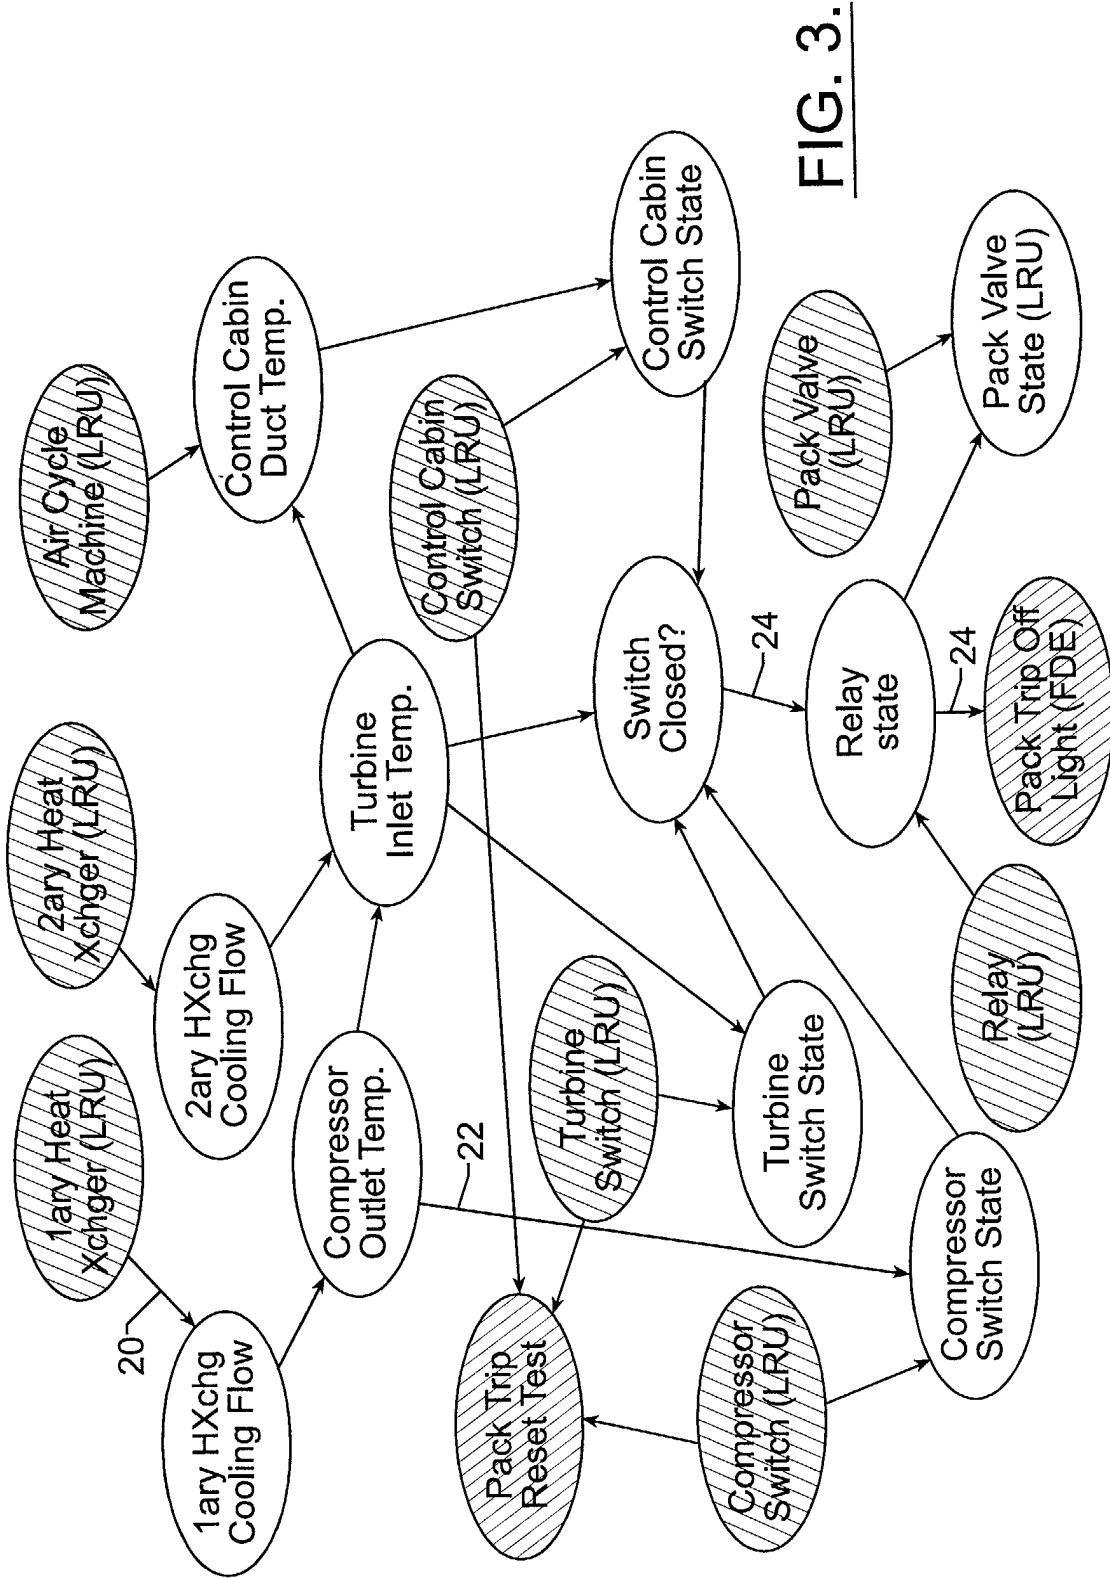 1ary Heat
Xchger (LRU)
2ary Heat
Xchger (LRU)
Air Cycle
Machine (LRU)
20
1ary HXchg
Cooling Flow
2ary HXchg
Cooling Flow
Control Cabin
Duct Temp.
Compressor
Outlet Temp.
Turbine
Inlet Temp.
Control Cabin
Switch (LRU)
22
Pack Trip
Reset Test
Turbine
Switch (LRU)
Switch
Closed?
Control Cabin
Switch State
Compressor
Switch (LRU)
Turbine
Switch State
24
Pack Valve
(LRU)
Relay
state
Compressor
Switch State
Relay
(LRU)
24
Pack Trip Off
Light (FDE)
Pack Valve
State (LRU)
FIG. 3.